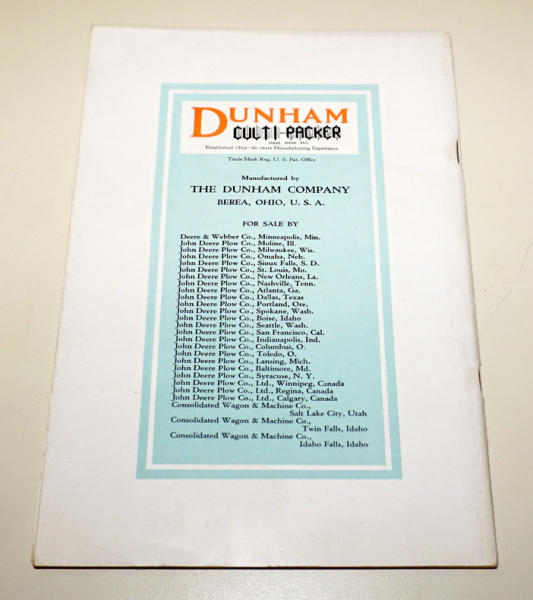 DUNHAM
CULTI-PACKER
TRADE MARK REG.
Established 1852—60 years Manufacturing Experience
Trade Mark Reg. U. S. Pat. Office
Manufactured by
THE DUNHAM COMPANY
BEREA, OHIO, U. S. A.
FOR SALE BY
Deere & Webber Co., Minneapolis, Min.
John Deere Plow Co., Moline, Ill.
John Deere Plow Co., Milwaukee, Wis.
John Deere Plow Co., Omaha, Neb.
John Deere Plow Co., Sioux Falls, S. D.
John Deere Plow Co., St. Louis, Mo.
John Deere Plow Co., New Orleans, La.
John Deere Plow Co., Nashville, Tenn.
John Deere Plow Co., Atlanta, Ga.
John Deere Plow Co., Dallas, Texas
John Deere Plow Co., Portland, Ore.
John Deere Plow Co., Spokane, Wash.
John Deere Plow Co., Boise, Idaho
John Deere Plow Co., Seattle, Wash.
John Deere Plow Co., San Francisco, Cal.
John Deere Plow Co., Indianapolis, Ind.
John Deere Plow Co., Columbus, O.
John Deere Plow Co., Toledo, O.
John Deere Plow Co., Lansing, Mich.
John Deere Plow Co., Baltimore, Md.
John Deere Plow Co., Syracuse, N. Y.
John Deere Plow Co., Ltd., Winnipeg, Canada
John Deere Plow Co., Ltd., Regina, Canada
John Deere Plow Co., Ltd., Calgary, Canada
Consolidated Wagon & Machine Co.,
Salt Lake City, Utah
Consolidated Wagon & Machine Co.,
Twin Falls, Idaho
Consolidated Wagon & Machine Co.,
Idaho Falls, Idaho